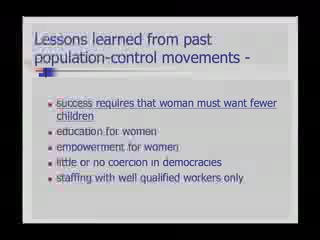 Lessons learned from past
population-control movements -
success requires that woman must want fewer
children
education for women
empowerment for women
little or no coercion in democracies
staffing with well qualified workers only